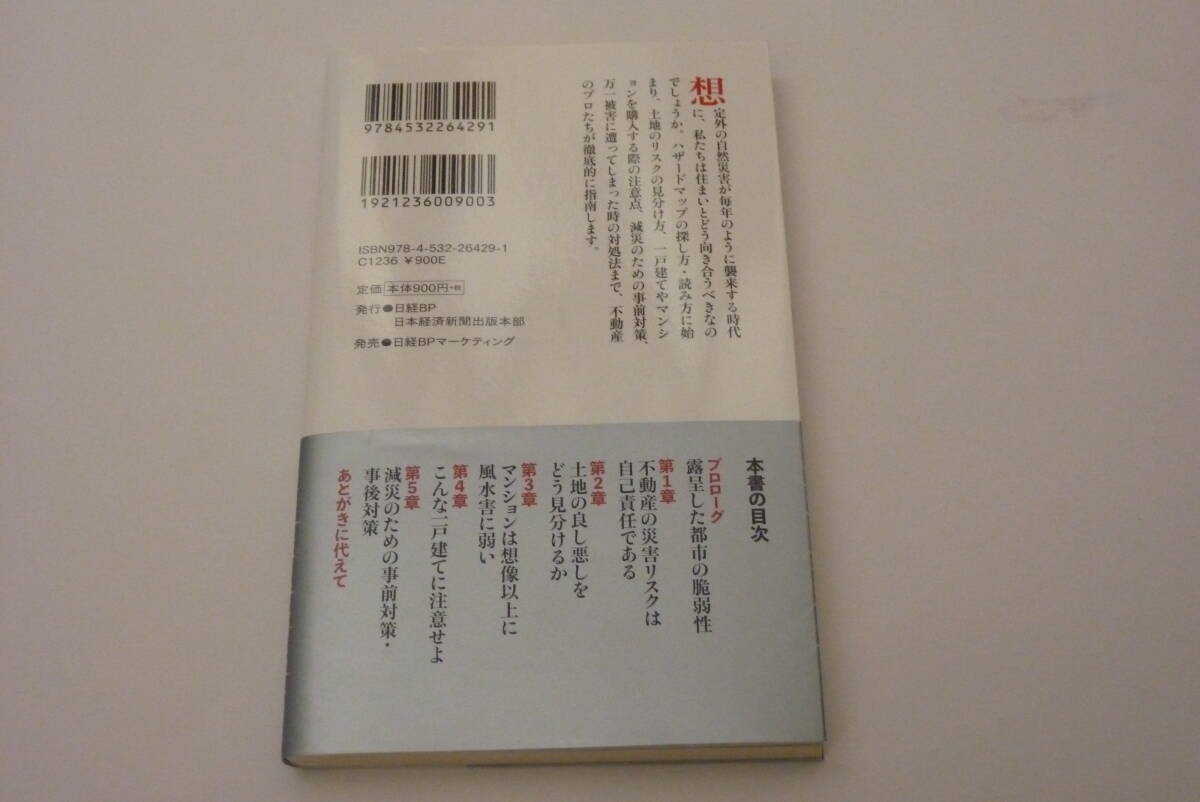 想定外の自然災害が毎年のように襲来する時代
に、私たちは住まいとどう向き合うべきなの
でしょうか。ハザードマップの探し方・読み方に始
まり、土地のリスクの見分け方、一戸建てやマンシ
ョンを購入する際の注意点、減災のための事前対策、
万一被害に遭ってしまった時の対処法まで、不動産
のプロたちが徹底的に指南します。
9784532264291
1921236009003
ISBN978-4-532-26429-1
C1236 ¥900E
定価 本体900円+税
発行●日経BP
日本経済新聞出版本部
発売●日経BPマーケティング
本書の目次
プロローグ
露呈した都市の脆弱性
第1章
不動産の災害リスクは
自己責任である
第2章
土地の良し悪しを
どう見分けるか
第3章
マンションは想像以上に
風水害に弱い
第4章
こんな一戸建てに注意せよ
第5章
減災のための事前対策・
事後対策
あとがきに代えて